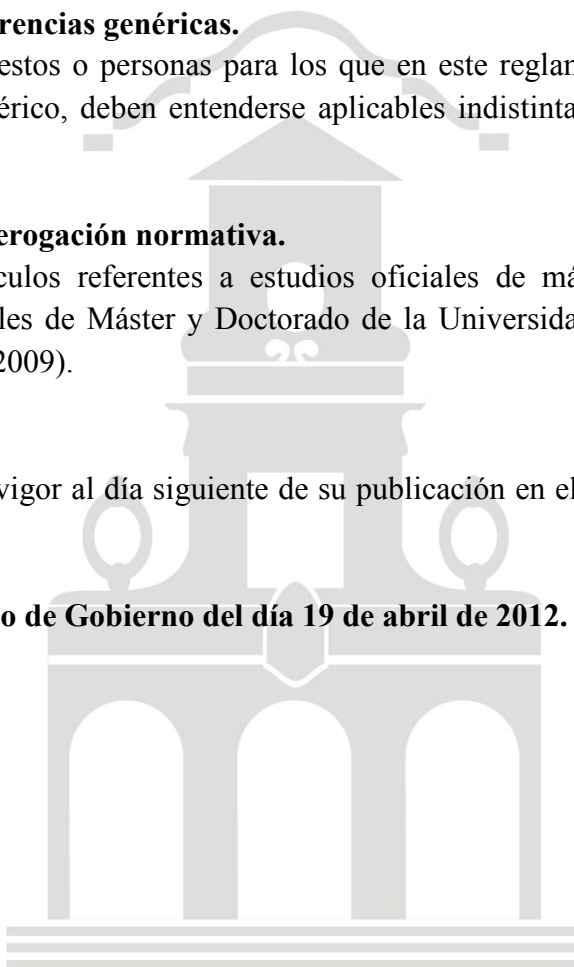 rencias genéricas.
estos o personas para los que en este reglan
érico, deben entenderse aplicables indistinta
erogación normativa.
culos referentes a estudios oficiales de má
les de Máster y Doctorado de la Universida
2009).
vigor al día siguiente de su publicación en el
o de Gobierno del día 19 de abril de 2012.